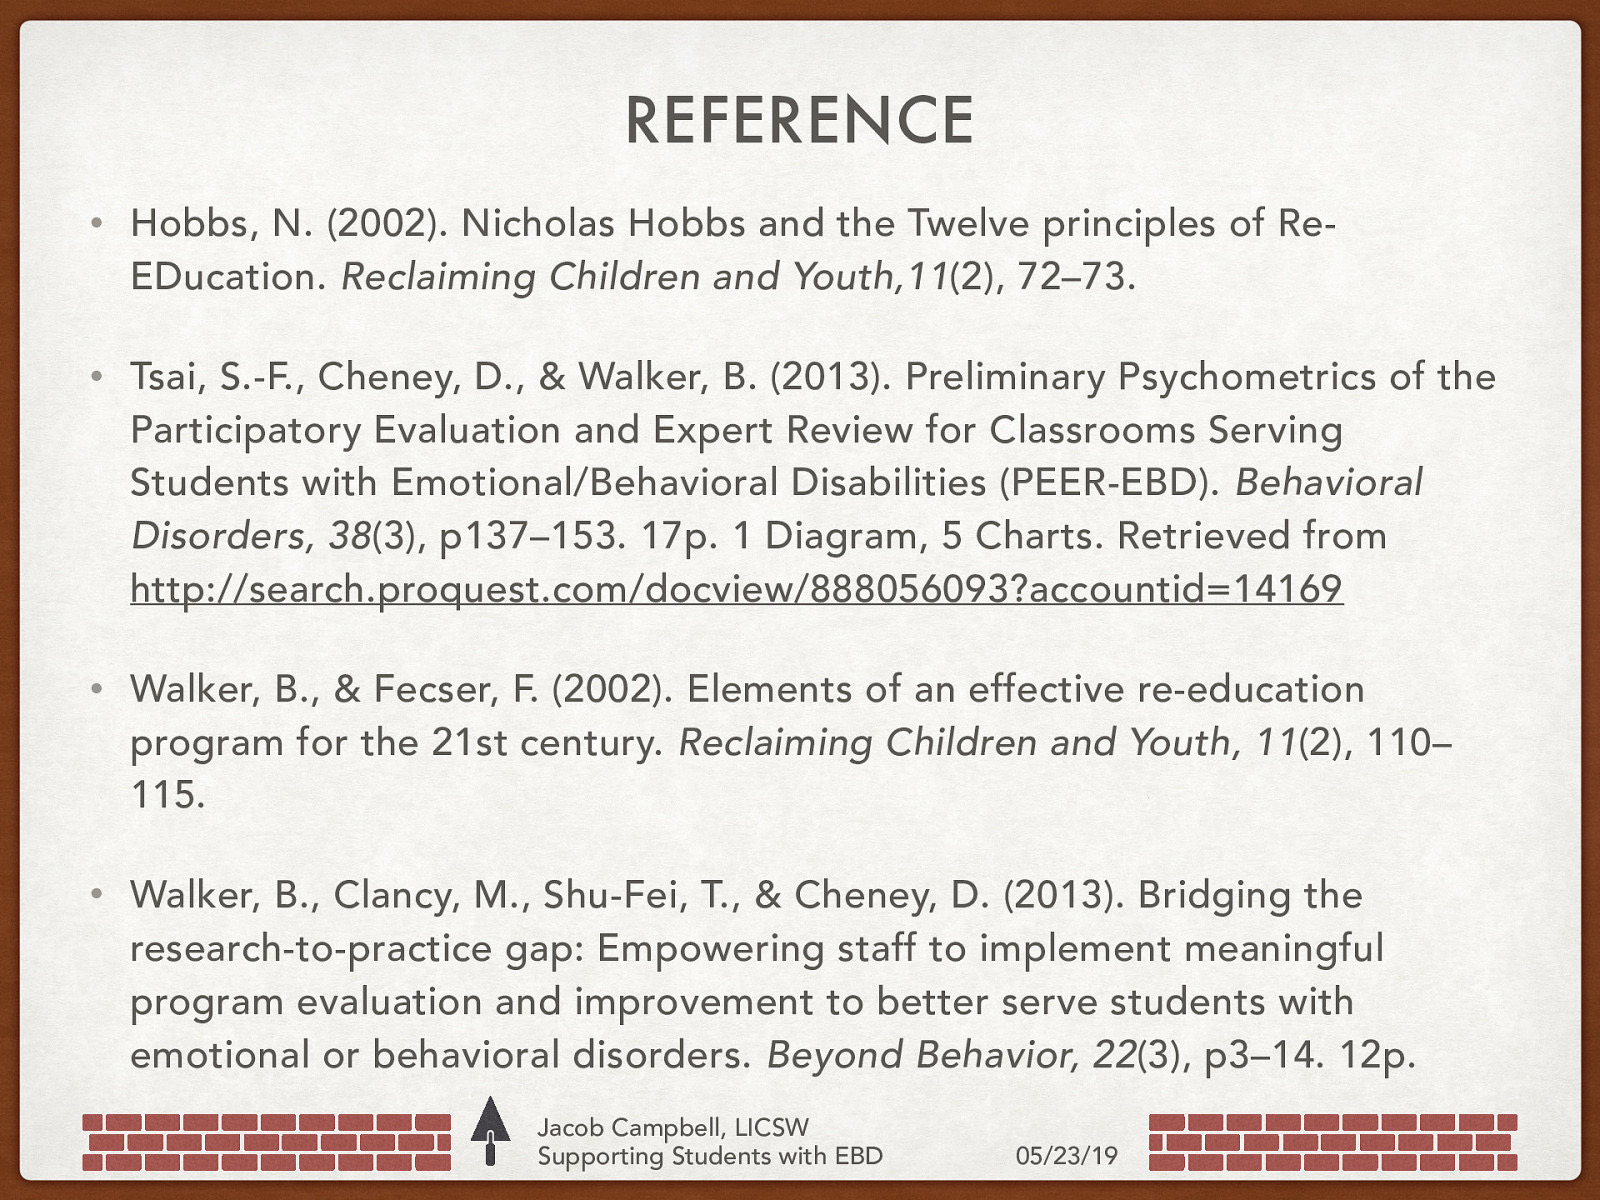 REFERENCE
• Hobbs, N. (2002). Nicholas Hobbs and the Twelve principles of Re-
EDucation. Reclaiming Children and Youth,11(2), 72–73.
• Tsai, S.-F., Cheney, D., & Walker, B. (2013). Preliminary Psychometrics of the
Participatory Evaluation and Expert Review for Classrooms Serving
Students with Emotional/Behavioral Disabilities (PEER-EBD). Behavioral
Disorders, 38(3), p137–153. 17p. 1 Diagram, 5 Charts. Retrieved from
http://search.proquest.com/docview/888056093?accountid=14169
• Walker, B., & Fecser, F. (2002). Elements of an effective re-education
program for the 21st century. Reclaiming Children and Youth, 11(2), 110–
115.
• Walker, B., Clancy, M., Shu-Fei, T., & Cheney, D. (2013). Bridging the
research-to-practice gap: Empowering staff to implement meaningful
program evaluation and improvement to better serve students with
emotional or behavioral disorders. Beyond Behavior, 22(3), p3–14. 12p.
Jacob Campbell, LICSW
Supporting Students with EBD 05/23/19